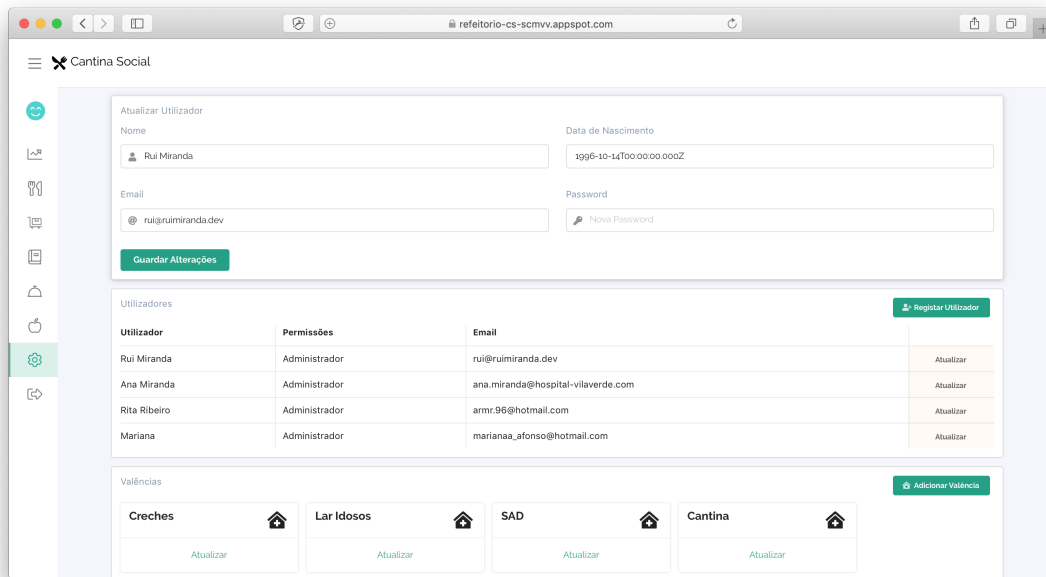 refeitorio-cs-scmvv.appspot.com
Cantina Social
Atualizar Utilizador
Nome
Data de Nascimento
Rui Miranda
1996-10-14T00:00:00.000Z
Email
Password
@ rui@ruimiranda.dev
Nova Password
Guardar Alterações
Utilizadores
Registar Utilizador
Utilizador Permissões Email
Rui Miranda Administrador rui@ruimiranda.dev Atualizar
Ana Miranda Administrador ana.miranda@hospital-vilaverde.com Atualizar
Rita Ribeiro Administrador armr.96@hotmail.com Atualizar
Mariana Administrador marianaa_afonso@hotmail.com Atualizar
Valências
Adicionar Valência
Creches Lar Idosos SAD Cantina
Atualizar Atualizar Atualizar Atualizar